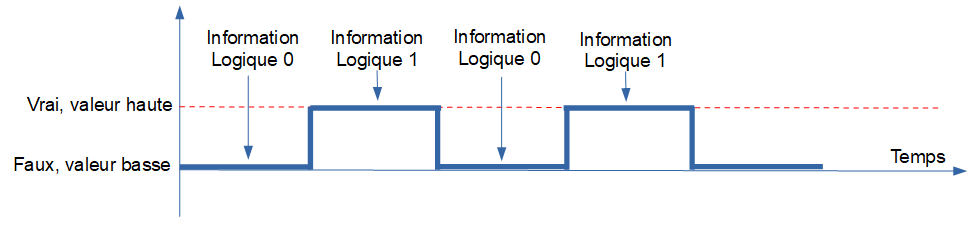 Information
Logique 0
Information
Logique 1
Information
Logique 0
Information
Logique 1
Vrai, valeur haute
Faux, valeur basse
Temps